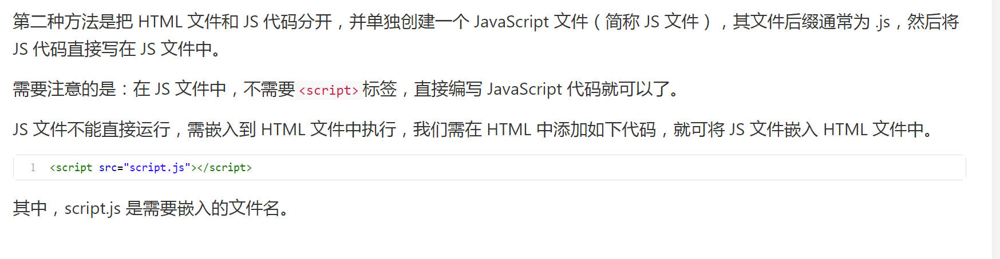 第二种方法是把 HTML 文件和 JS 代码分开，并单独创建一个 JavaScript 文件（简称 JS 文件），其文件后缀通常为 .js，然后将
JS 代码直接写在 JS 文件中。
需要注意的是：在 JS 文件中，不需要 <script> 标签，直接编写 JavaScript 代码就可以了。
JS 文件不能直接运行，需嵌入到 HTML 文件中执行，我们需在 HTML 中添加如下代码，就可将 JS 文件嵌入 HTML 文件中。
1 <script src="script.js"></script>
其中，script.js 是需要嵌入的文件名。